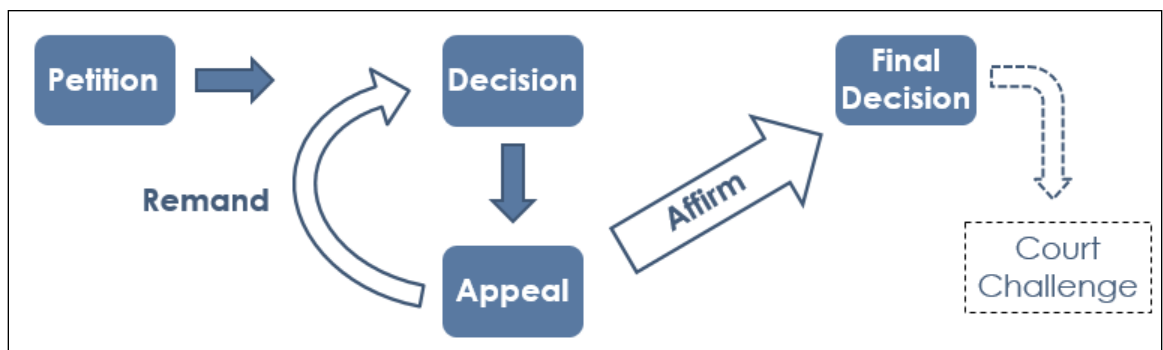 Petition
Decision
Final
Decision
Remand
Affirm
Appeal
Court
Challenge